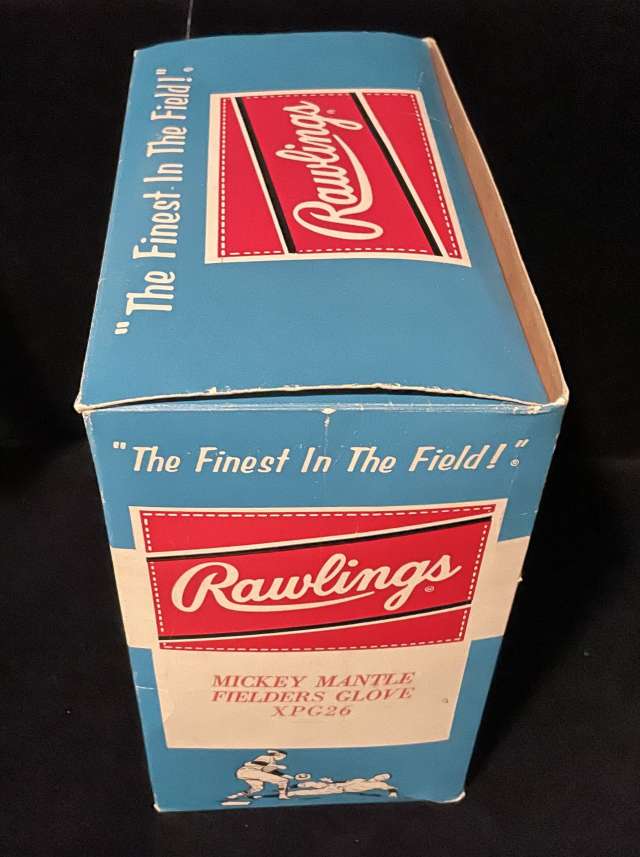 "The Finest In The Field!"®
Rawlings®
"The Finest In The Field!"®
Rawlings®
MICKEY MANTLE
FIELDERS GLOVE
XPG26